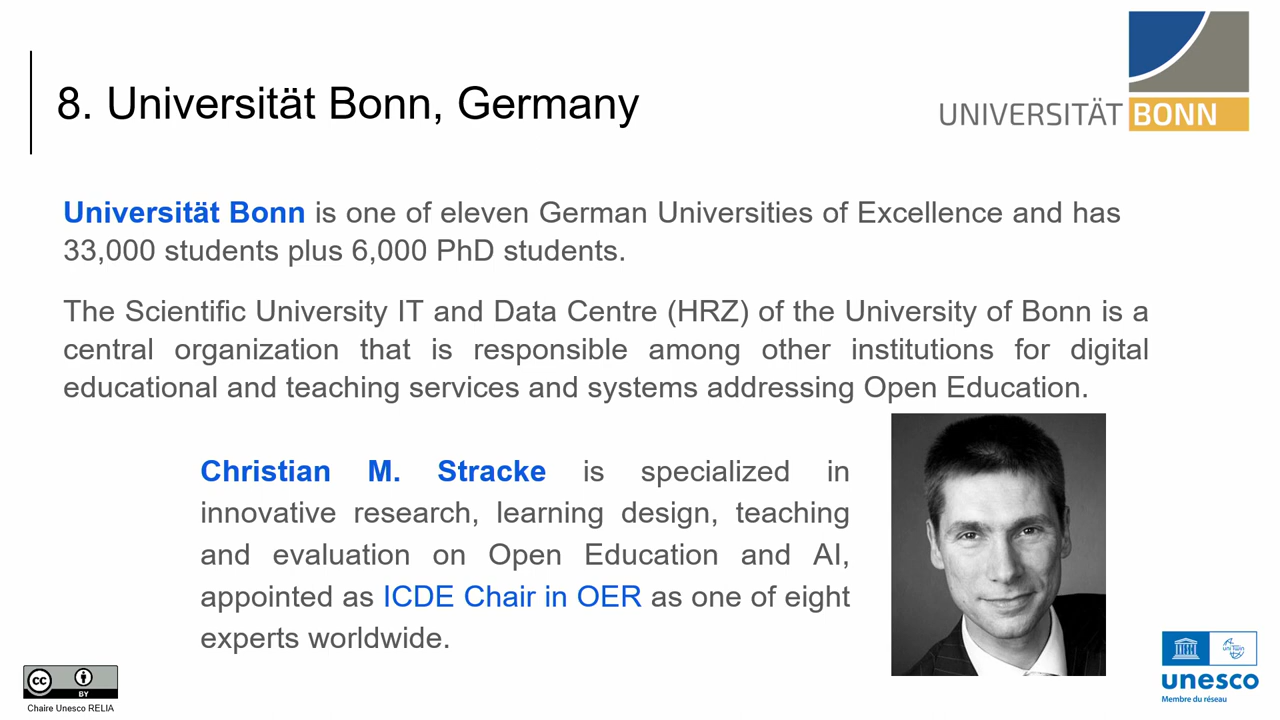 8. Universität Bonn, Germany
UNIVERSITÄT BONN
Universität Bonn is one of eleven German Universities of Excellence and has
33,000 students plus 6,000 PhD students.
The Scientific University IT and Data Centre (HRZ) of the University of Bonn is a
central organization that is responsible among other institutions for digital
educational and teaching services and systems addressing Open Education.
Christian M. Stracke is specialized in
innovative research, learning design, teaching
and evaluation on Open Education and AI,
appointed as ICDE Chair in OER as one of eight
experts worldwide.
cc
BY
Chaire Unesco RELIA
uni twin
unesco
Membre du réseau